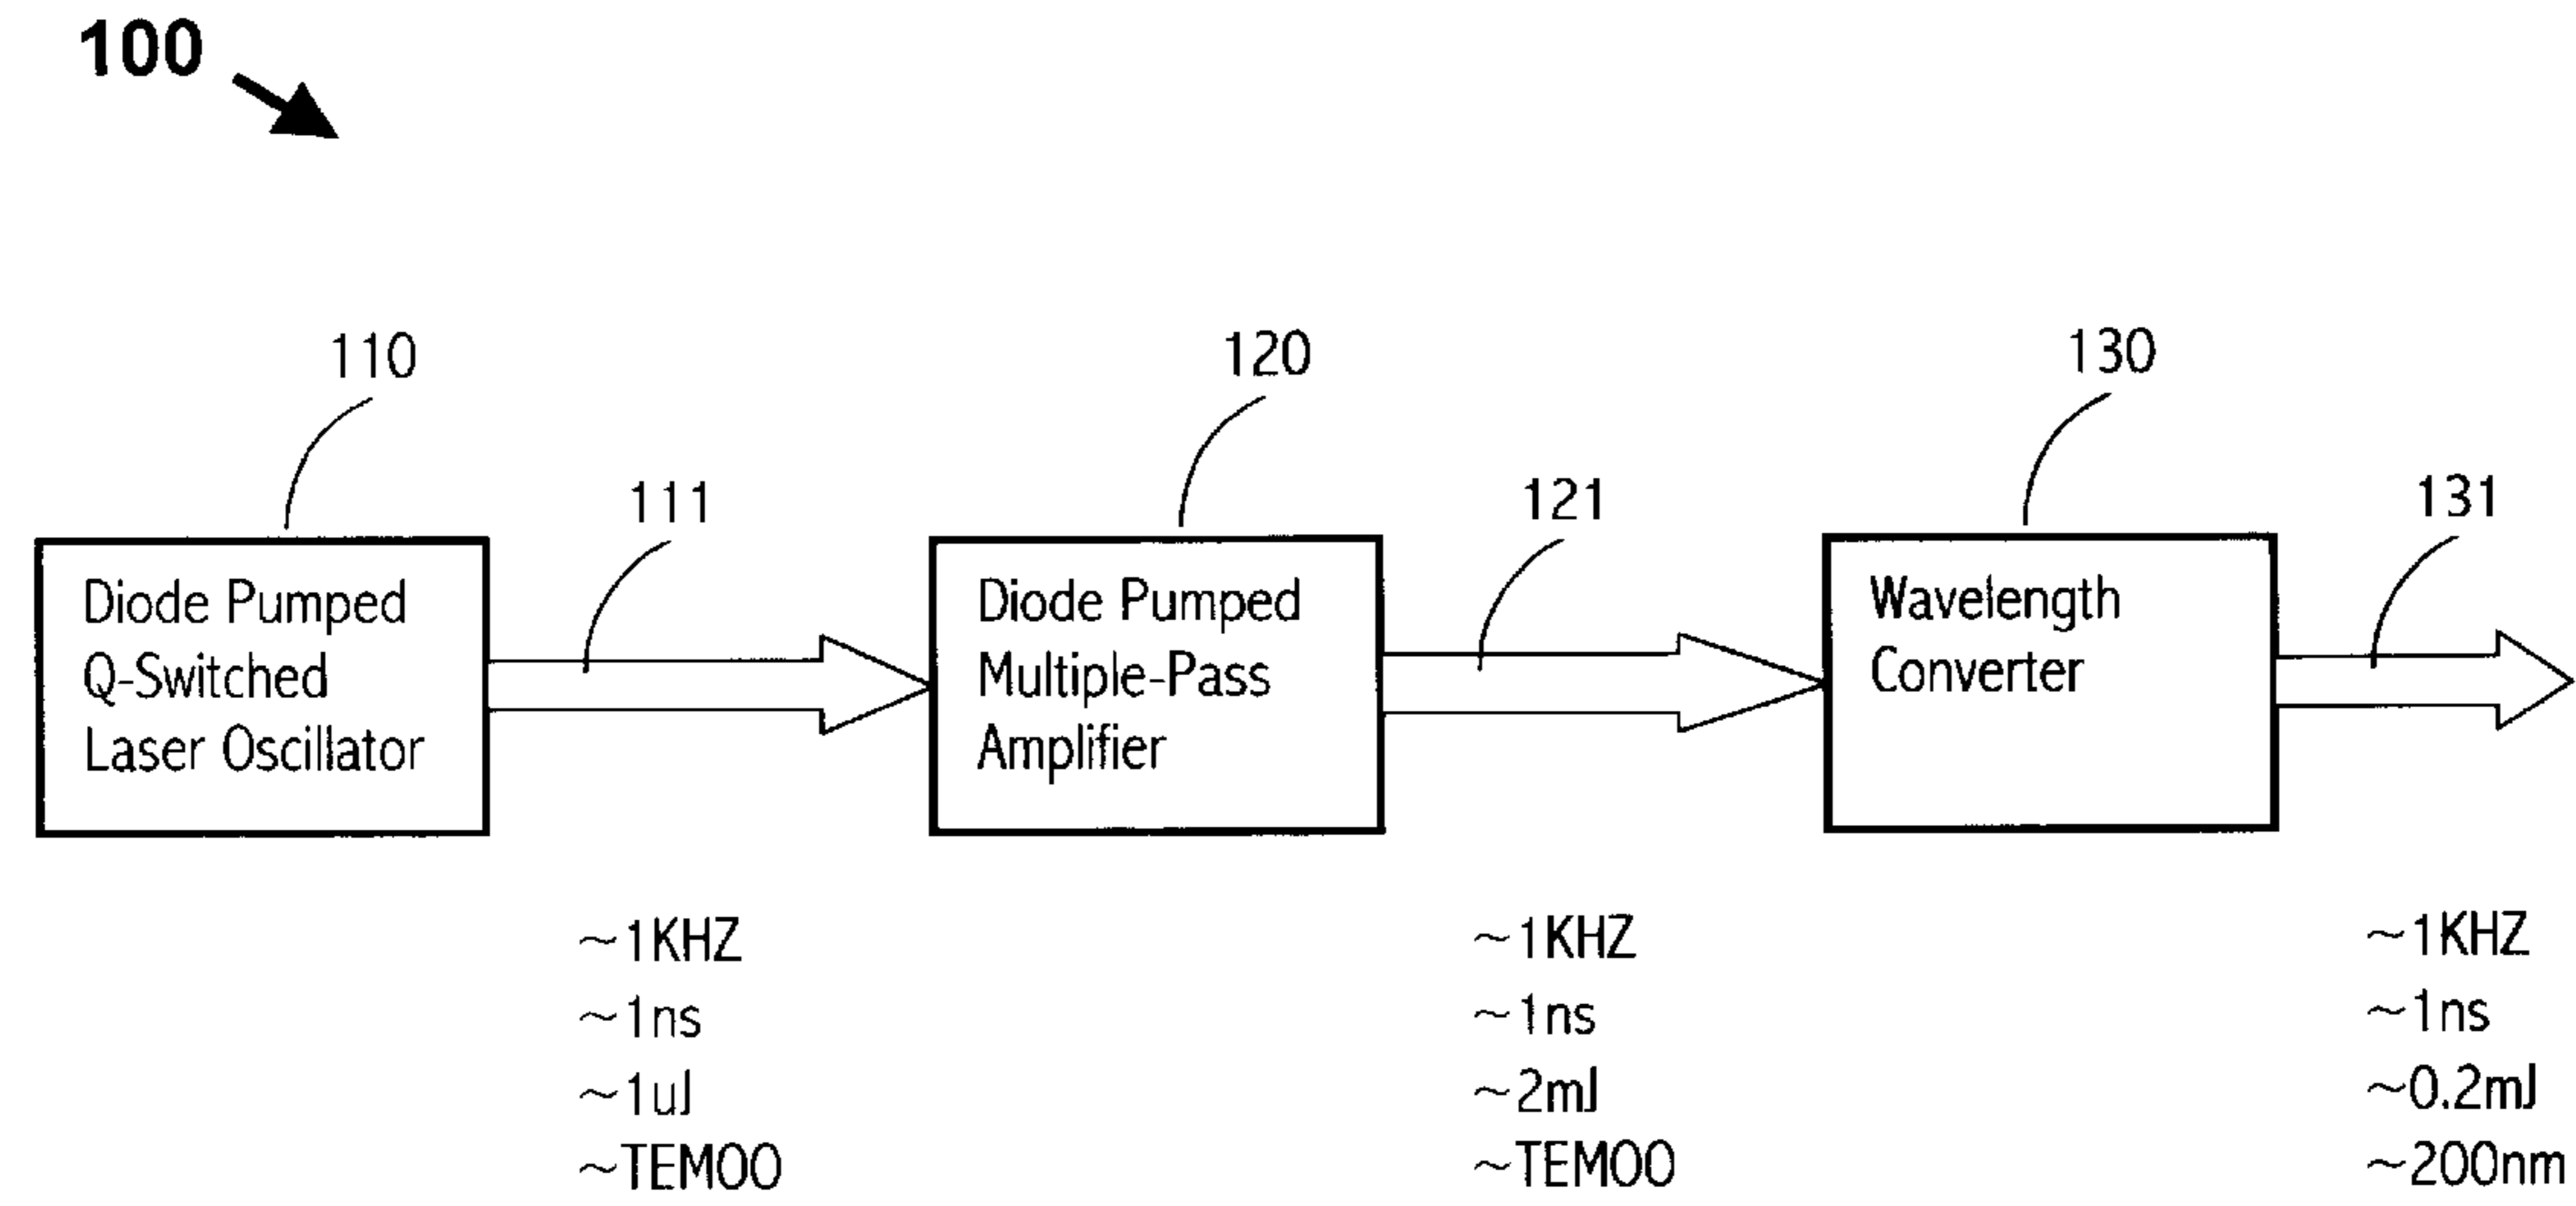 100
110
120
130
111
121
131
Diode Pumped
Q-Switched
Laser Oscillator
Diode Pumped
Multiple-Pass
Amplifier
Wavelength
Converter
~1KHZ
~1ns
~1uJ
~TEM00
~1KHZ
~1ns
~2mJ
~TEM00
~1KHZ
~1ns
~0.2mJ
~200nm